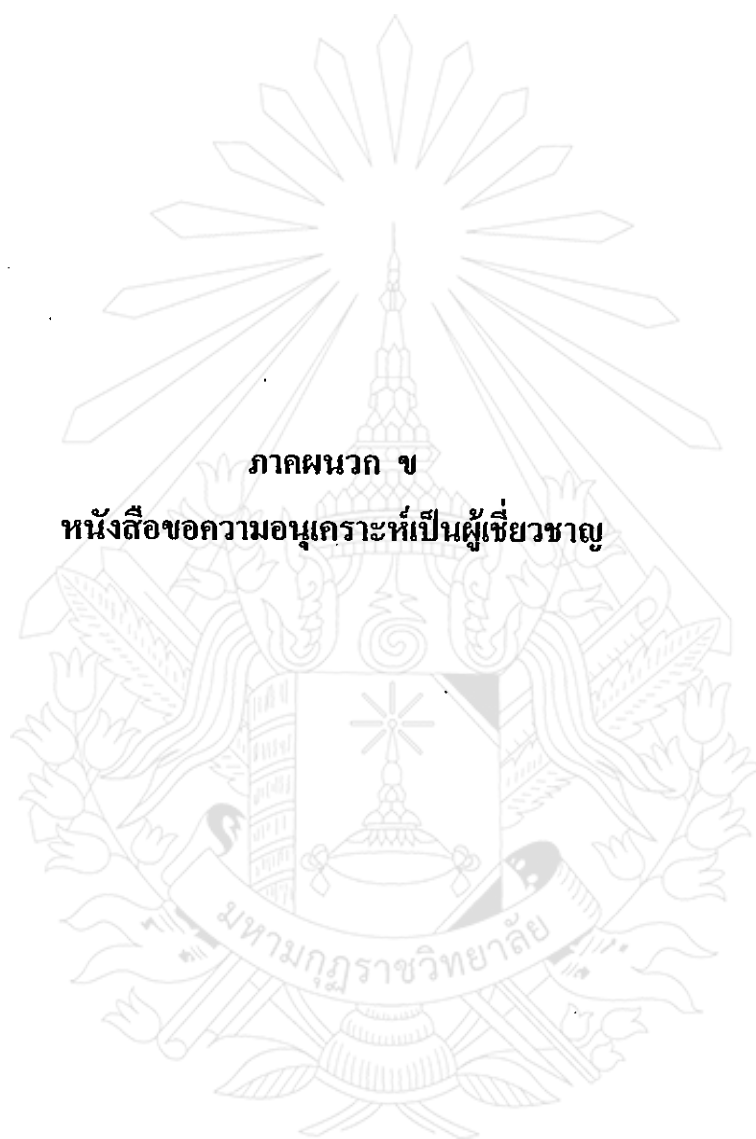 ภาคผนวก ข
หนังสือขอความอนุเคราะห์เป็นผู้เชี่ยวชาญ
มหามกุฏราชวิทยาลัย